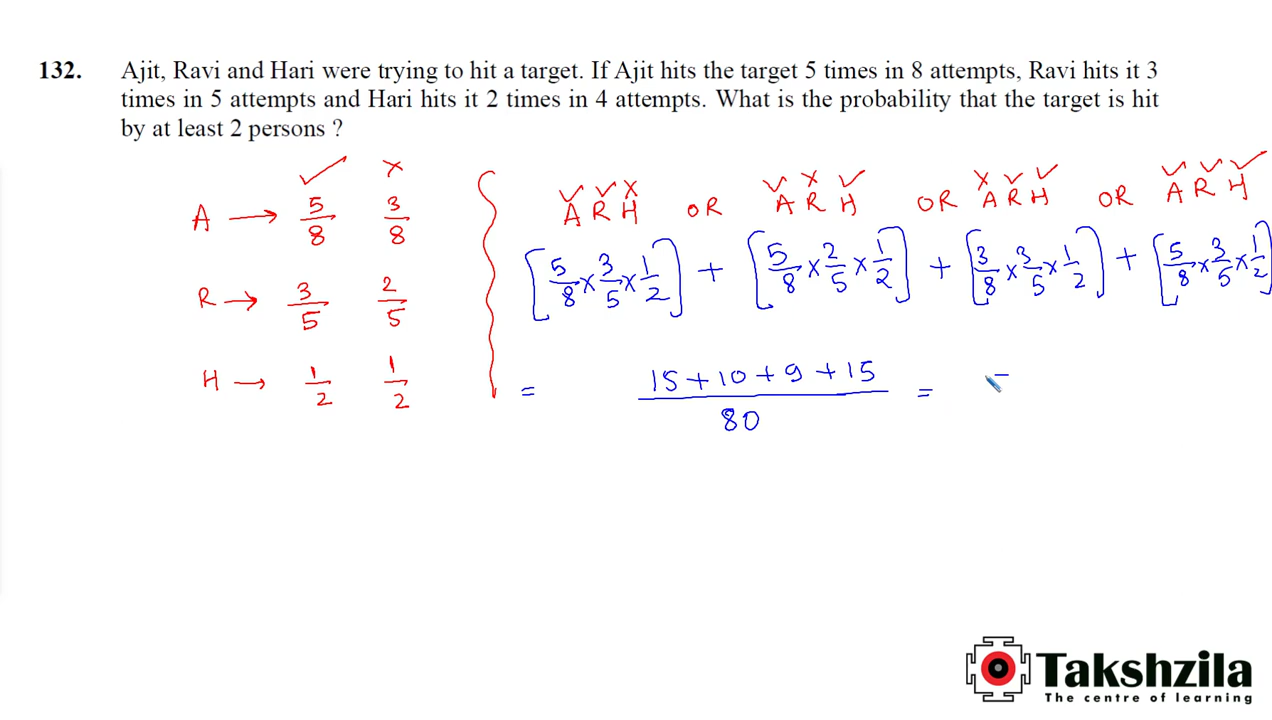 132. Ajit, Ravi and Hari were trying to hit a target. If Ajit hits the target 5 times in 8 attempts, Ravi hits it 3
times in 5 attempts and Hari hits it 2 times in 4 attempts. What is the probability that the target is hit
by at least 2 persons ?
✓ ×
A → 5/8 3/8
R → 3/5 2/5
H → 1/2 1/2
✓ ✓ × ✓ × ✓ × ✓ ✓ ✓ ✓ ✓
A R H OR A R H OR A R H OR A R H
[5/8 × 3/5 × 1/2] + [5/8 × 2/5 × 1/2] + [3/8 × 3/5 × 1/2] + [5/8 × 3/5 × 1/2]
= 15 + 10 + 9 + 15 =
80
Takshzila
The centre of learning